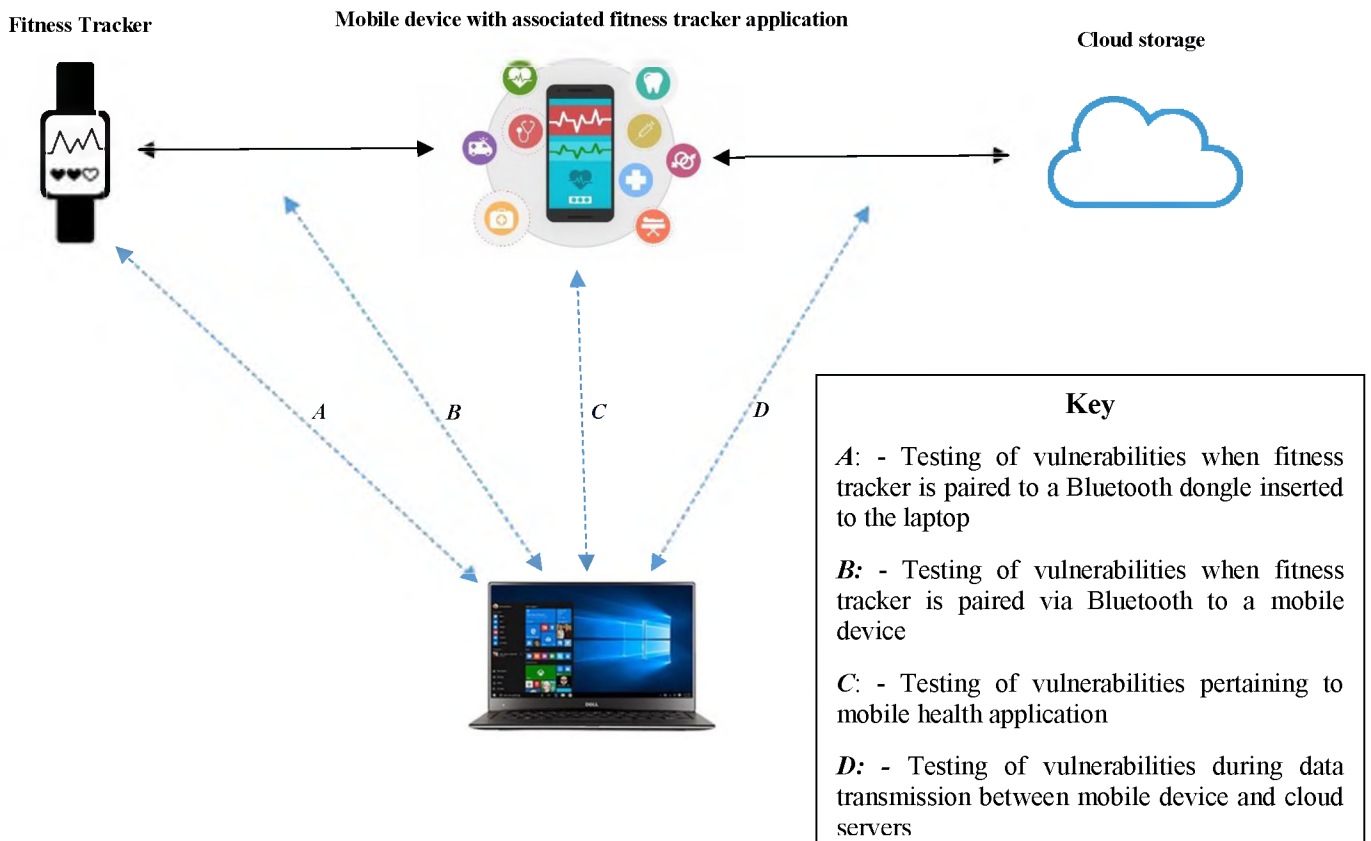 Fitness Tracker
Mobile device with associated fitness tracker application
Cloud storage
A
B
C
D
Key
A: - Testing of vulnerabilities when fitness
tracker is paired to a Bluetooth dongle inserted
to the laptop
B: - Testing of vulnerabilities when fitness
tracker is paired via Bluetooth to a mobile
device
C: - Testing of vulnerabilities pertaining to
mobile health application
D: - Testing of vulnerabilities during data
transmission between mobile device and cloud
servers
DELL